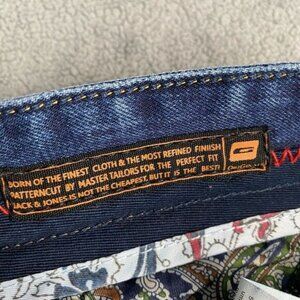 BORN OF THE FINEST CLOTH & THE MOST REFINED FINISH
PATTERNCUT BY MASTER TAILORS FOR THE PERFECT FIT
JACK & JONES IS NOT THE CHEAPEST, BUT IT IS THE BEST!